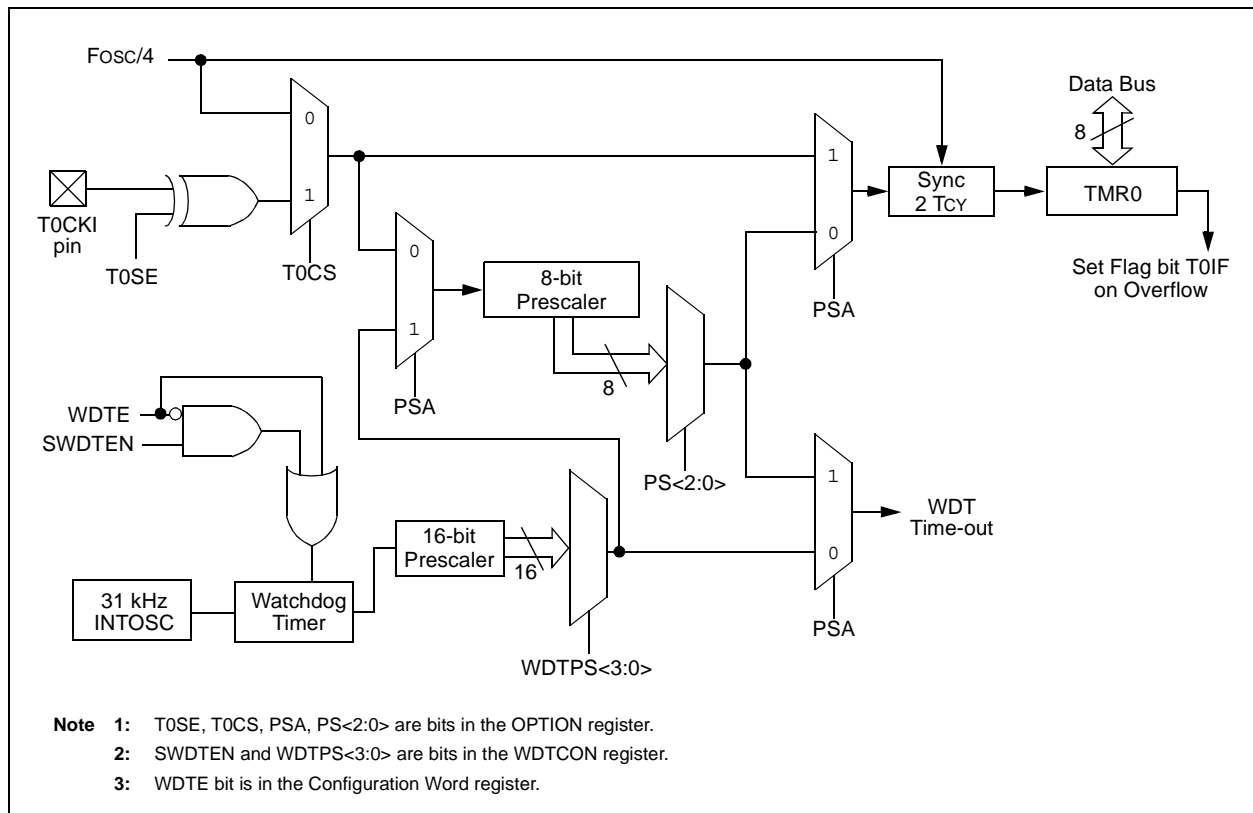 FOSC/4
Data Bus
0
1
8
1
T0CKI
pin
Sync
2 TCY
TMR0
T0SE
T0CS
0
8-bit
Prescaler
0
Set Flag bit T0IF
on Overflow
1
PSA
8
WDTE
SWDTEN
PSA
PS<2:0>
1
WDT
Time-out
16-bit
Prescaler
16
0
31 kHz
INTOSC
Watchdog
Timer
PSA
WDTPS<3:0>
Note 1: T0SE, T0CS, PSA, PS<2:0> are bits in the OPTION register.
2: SWDTEN and WDTPS<3:0> are bits in the WDTCON register.
3: WDTE bit is in the Configuration Word register.